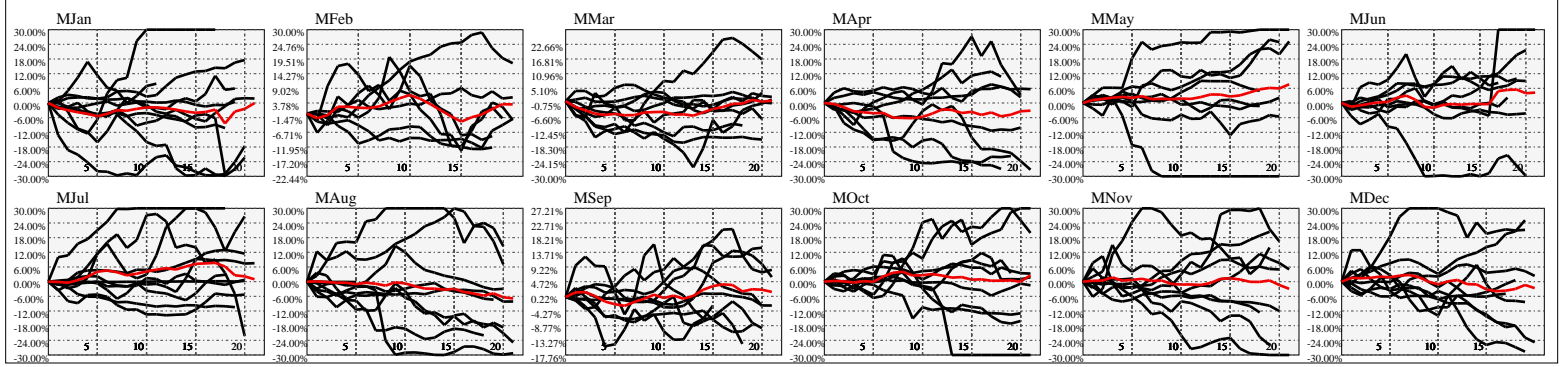 MJan MFeb MMar MApr MMay MJun
30.00% 30.00% 30.00% 30.00% 30.00%
24.00% 24.76% 22.66% 24.00% 24.00% 24.00%
18.00% 19.51% 16.81% 18.00% 18.00% 18.00%
12.00% 14.27% 10.96% 12.00% 12.00% 12.00%
6.00% 9.02% 5.10% 6.00% 6.00% 6.00%
0.00% 3.78% -0.75% 0.00% 0.00% 0.00%
-6.00% -1.47% -6.60% -6.00% -6.00% -6.00%
-12.00% -6.71% -12.45% -12.00% -12.00% -12.00%
-18.00% -11.95% -18.30% -18.00% -18.00% -18.00%
-24.00% 5 10 20 -17.20% 5 10 15 -24.15% 5 10 15 20 -24.00% 5 10 15 20 -24.00% 5 10 15 20 -24.00% 5 10 15 20
-30.00% -22.44% -30.00% -30.00% -30.00% -30.00%
MJul MAug MSep MOct MNov MDec
30.00% 30.00% 27.21% 30.00% 30.00% 30.00%
24.00% 24.00% 22.71% 24.00% 24.00% 24.00%
18.00% 18.00% 18.21% 18.00% 18.00% 18.00%
12.00% 12.00% 13.71% 12.00% 12.00% 12.00%
6.00% 6.00% 9.22% 6.00% 6.00% 6.00%
0.00% 0.00% 4.72% 0.00% 0.00% 0.00%
-6.00% -6.00% 0.22% -6.00% -6.00% -6.00%
-12.00% -12.00% -4.27% -12.00% -12.00% -12.00%
-18.00% -18.00% -8.77% -18.00% -18.00% -18.00%
-24.00% 5 10 15 20 -24.00% 5 10 15 20 -13.27% 5 10 15 20 -24.00% 5 10 15 20 -24.00% 5 10 15 20 -24.00% 5 10 15
-30.00% -30.00% -17.76% -30.00% -30.00% -30.00%